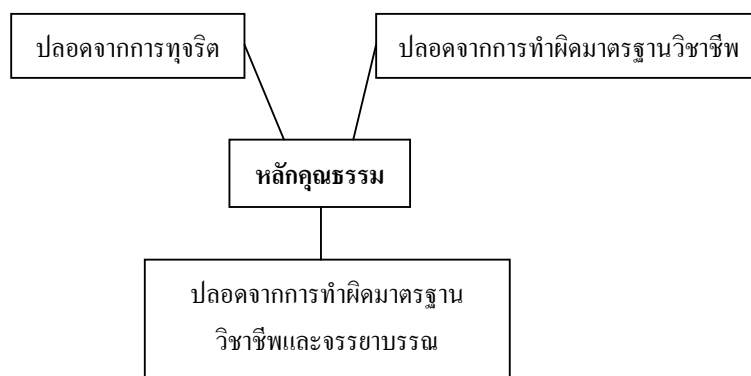 ปลอดจากการทุจริต
ปลอดจากการทำผิดมาตรฐานวิชาชีพ
หลักคุณธรรม
ปลอดจากการทำผิดมาตรฐาน
วิชาชีพและจรรยาบรรณ